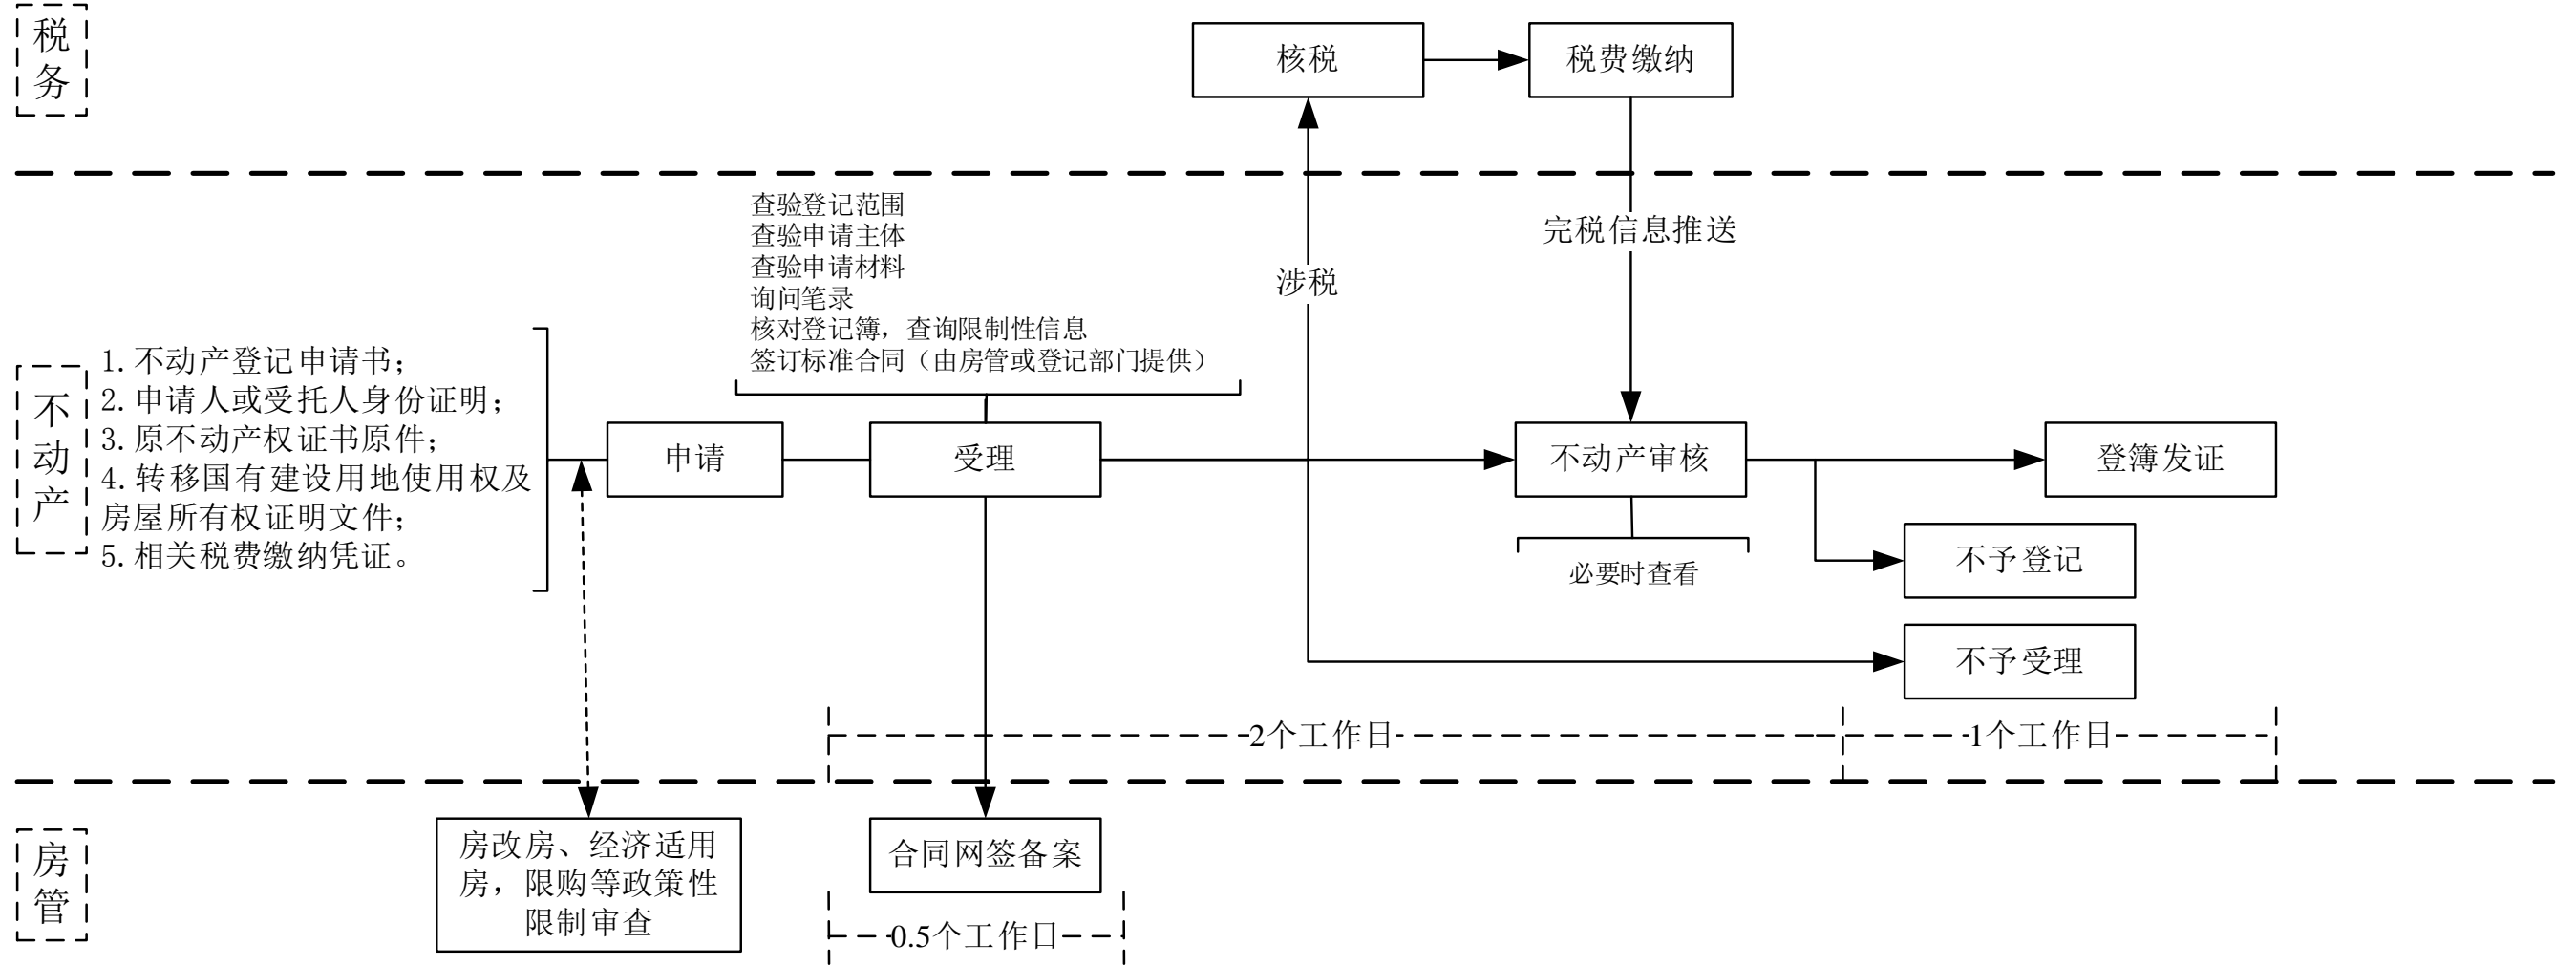 税务
核税
税费缴纳
查验登记范围
查验申请主体
查验申请材料
询问笔录
核对登记簿，查询限制性信息
签订标准合同（由房管或登记部门提供）
完税信息推送
涉税
不动产
1. 不动产登记申请书；
2. 申请人或受托人身份证明；
3. 原不动产权证书原件；
4. 转移国有建设用地使用权及
房屋所有权证明文件；
5. 相关税费缴纳凭证。
申请
受理
不动产审核
登簿发证
必要时查看
不予登记
不予受理
2个工作日
1个工作日
房管
房改房、经济适用
房，限购等政策性
限制审查
合同网签备案
0.5个工作日